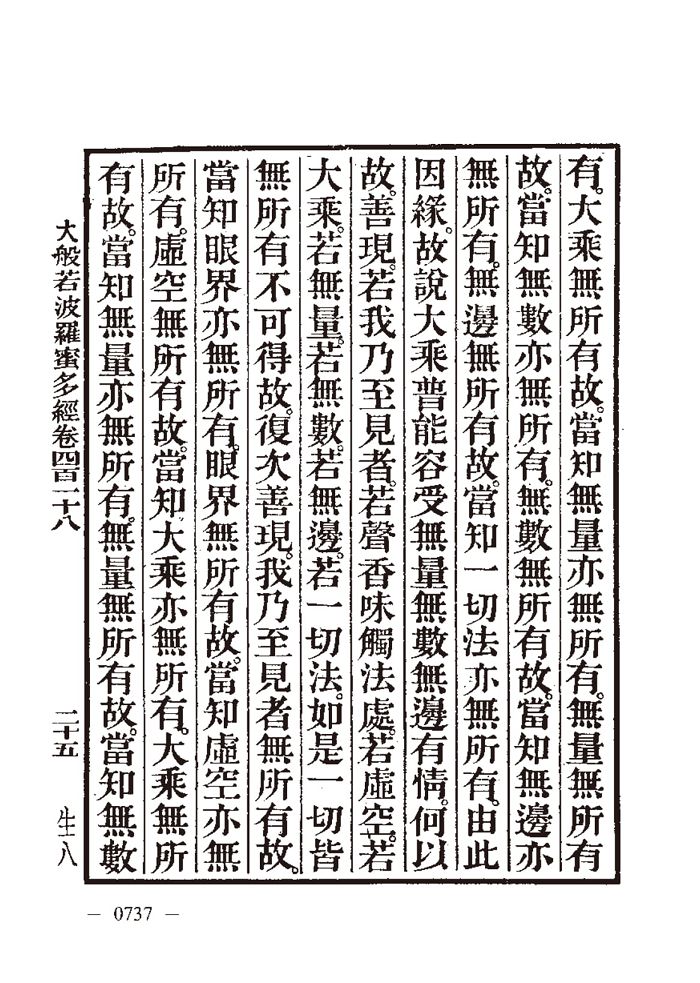 有。大乘無所有故。當知無量亦無所有。無量無所有
故。當知無數亦無所有。無數無所有故。當知無邊亦
無所有。無邊無所有故。當知一切法亦無所有。由此
因緣。故說大乘普能容受無量無數無邊有情。何以
故。善現。若我乃至見者。若聲香味觸法處。若虛空。若
大乘。若無量。若無數。若無邊。若一切法。如是一切皆
無所有不可得故。復次善現。我乃至見者無所有故。
當知眼界亦無所有。眼界無所有故。當知虛空亦無
所有。虛空無所有故。當知大乘亦無所有。大乘無所
有故。當知無量亦無所有。無量無所有故。當知無數
大般若波羅蜜多經卷四百一十八 二十五 生八
— 0737 —